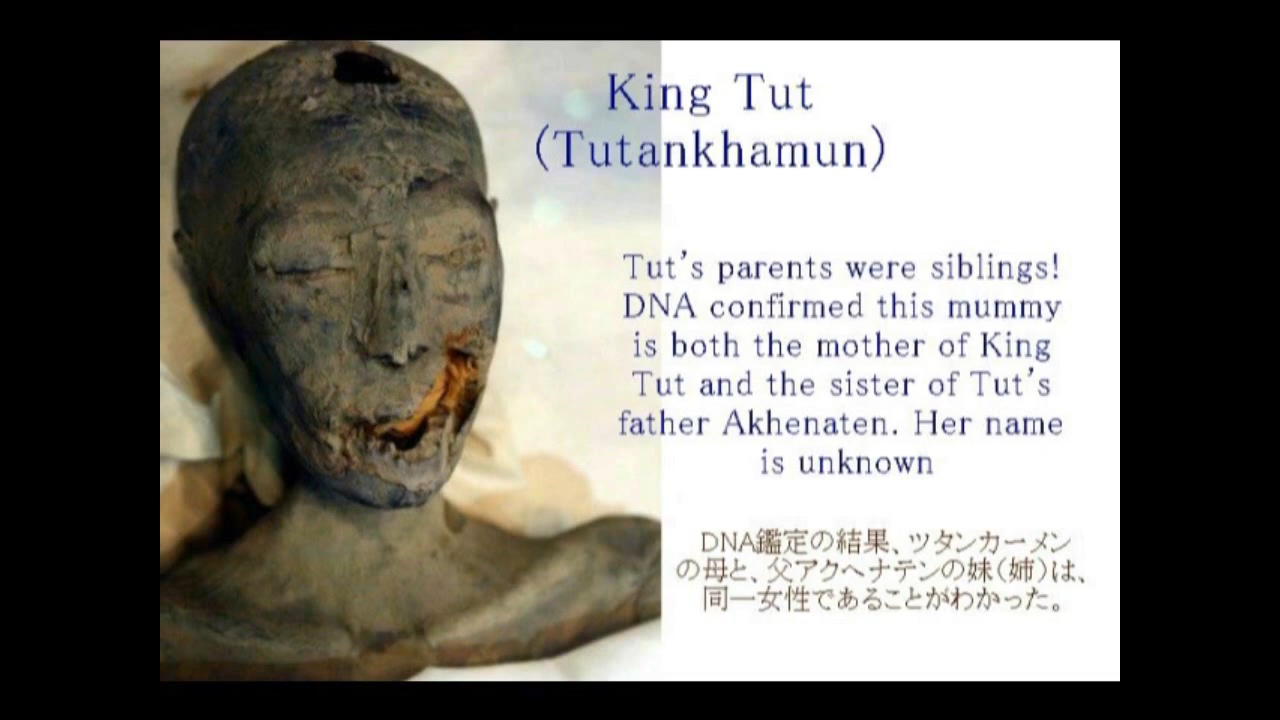 King Tut
(Tutankhamun)
Tut's parents were siblings!
DNA confirmed this mummy
is both the mother of King
Tut and the sister of Tut's
father Akhenaten. Her name
is unknown
DNA鑑定の結果、ツタンカーメン
の母と、父アクヘナテンの妹(姉)は、
同一女性であることがわかった。